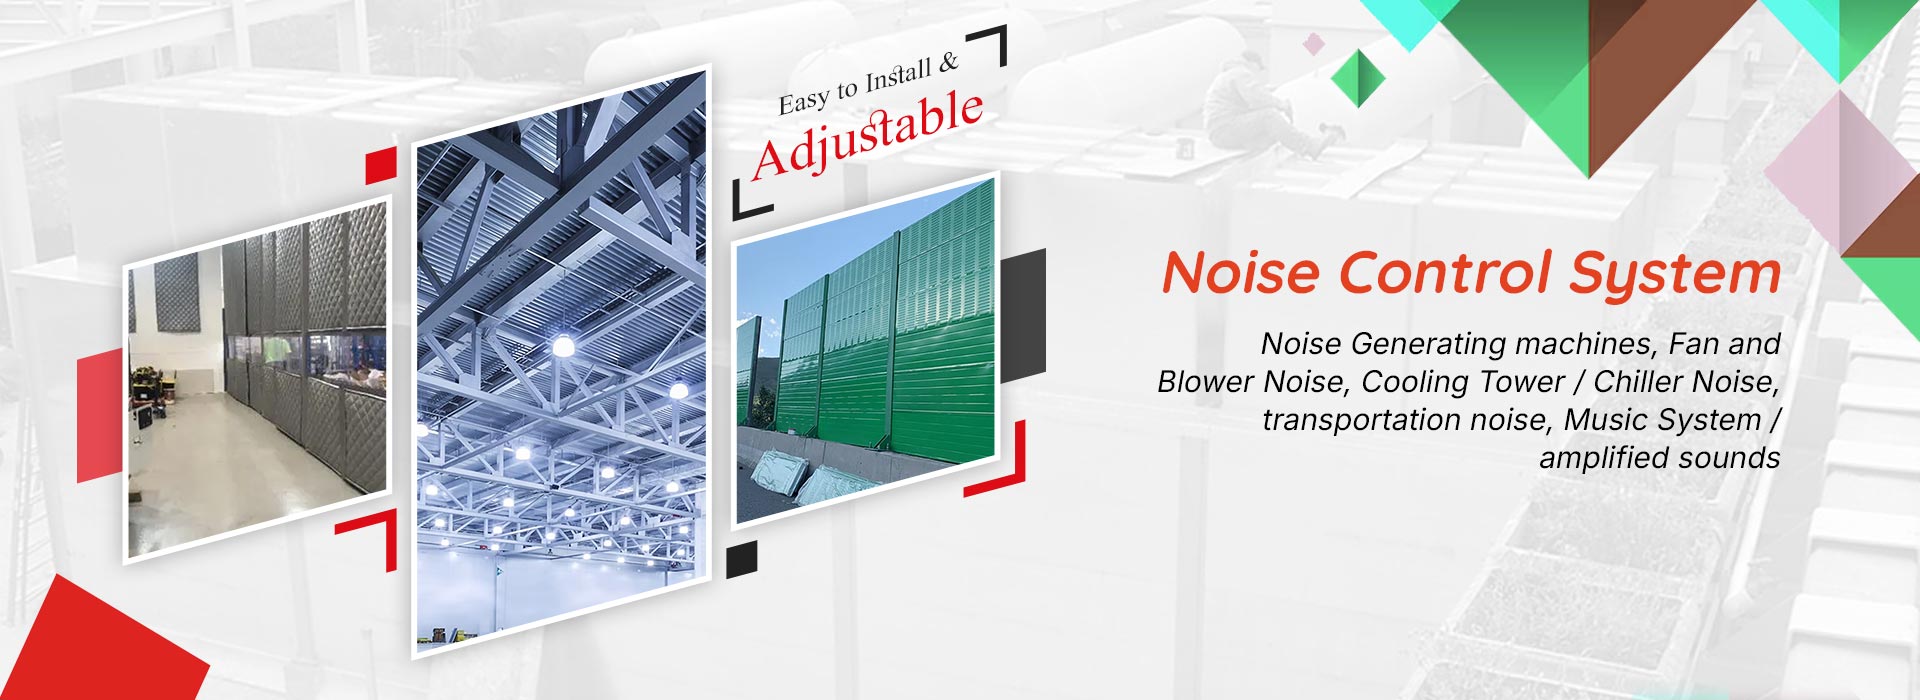 Easy to Install &
Adjustable
Noise Control System
Noise Generating machines, Fan and
Blower Noise, Cooling Tower / Chiller Noise,
transportation noise, Music System /
amplified sounds